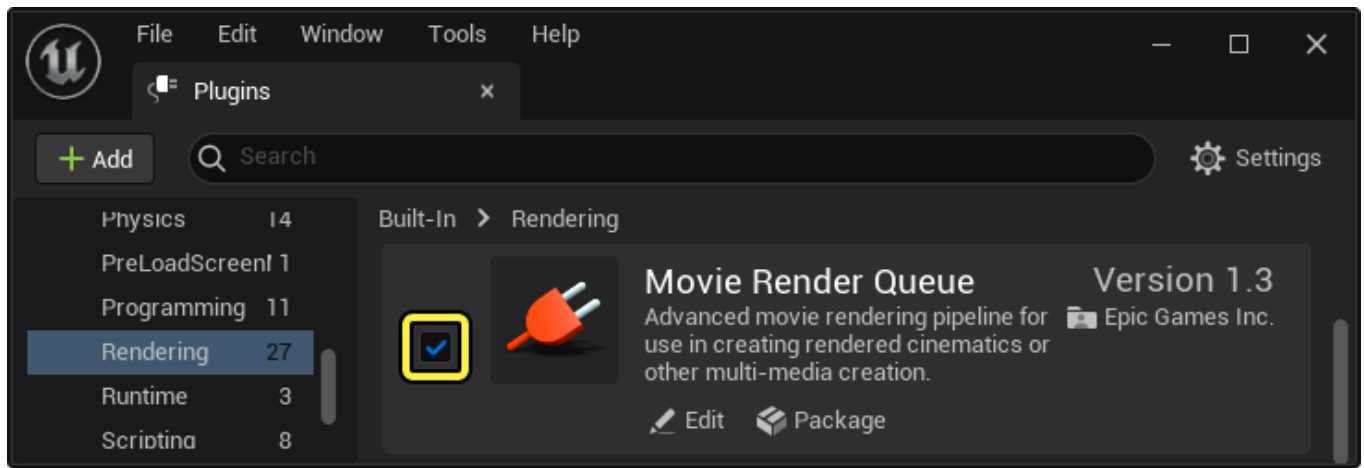 File Edit Window Tools Help
Plugins
Add
Search
Settings
Physics 14
PreLoadScreen 1
Programming 11
Rendering 27
Runtime 3
Scripting 8
Built-In > Rendering
Movie Render Queue
Version 1.3
Advanced movie rendering pipeline for
use in creating rendered cinematics or
other multi-media creation.
Epic Games Inc.
Edit
Package